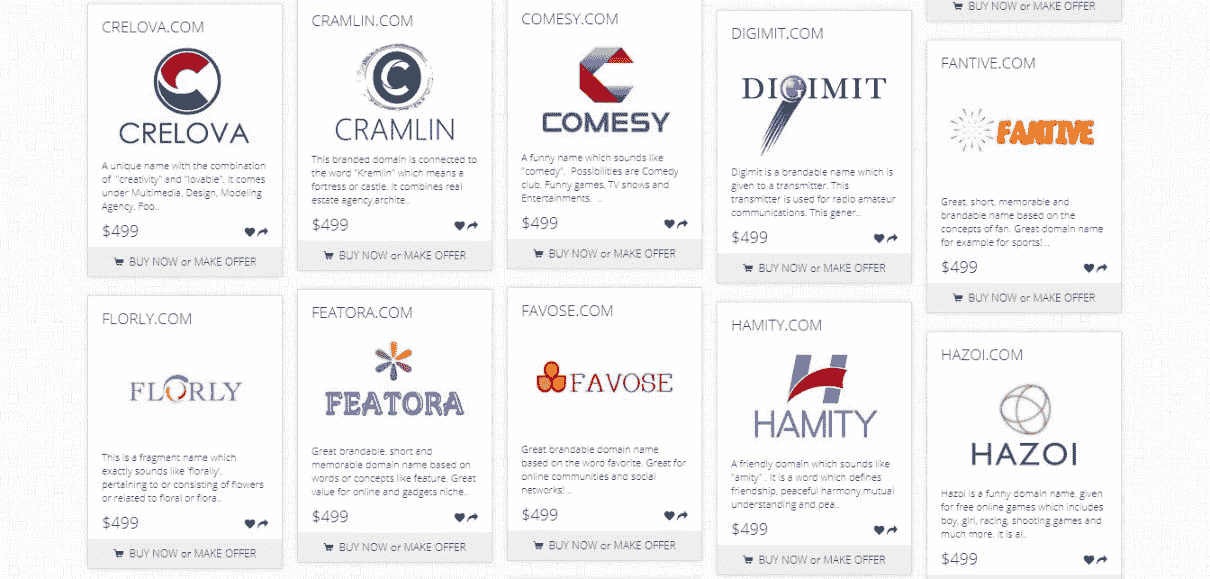 CRELOVA.COM
CRELOVA
A unique name with the combination
of "creativity" and "lovable". It comes
under Multimedia, Design, Modeling
Agency, Foo..
$499
BUY NOW or MAKE OFFER
CRAMLIN.COM
CRAMLIN
This branded domain is connected to
the word "Kremlin" which means a
fortress or castle. It combines real
estate agency,archite..
$499
BUY NOW or MAKE OFFER
COMESY.COM
COMESY
A funny name which sounds like
"comedy". Possibilities are Comedy
club, Funny games, TV shows and
Entertainments. ..
$499
BUY NOW or MAKE OFFER
DIGIMIT.COM
DIGIMIT
Digimit is a brandable name which is
given to a transmitter. This
transmitter is used for radio amateur
communications. This gener..
$499
BUY NOW or MAKE OFFER
BUY NOW or MAKE OFFER
FANTIVE.COM
FANTIVE
Great, short, memorable and
brandable name based on the
concepts of fan. Great domain name
for example for sports! ..
$499
BUY NOW or MAKE OFFER
FLORLY.COM
FLORLY
This is a fragment name which
exactly sounds like 'florally',
pertaining to or consisting of flowers
or related to floral or flora..
$499
BUY NOW or MAKE OFFER
FEATORA.COM
FEATORA
Great brandable, short and
memorable domain name based on
words or concepts like feature. Great
value for online and gadgets niche..
$499
BUY NOW or MAKE OFFER
FAVOSE.COM
FAVOSE
Great brandable domain name
based on the word favorite. Great for
online communities and social
networks! ..
$499
BUY NOW or MAKE OFFER
HAMITY.COM
HAMITY
A friendly domain which sounds like
"amity" . It is a word which defines
friendship, peaceful harmony,mutual
understanding and pea..
$499
BUY NOW or MAKE OFFER
HAZOI.COM
HAZOI
Hazoi is a funny domain name, given
for free online games which includes
boy, girl, racing, shooting games and
much more. It is al..
$499